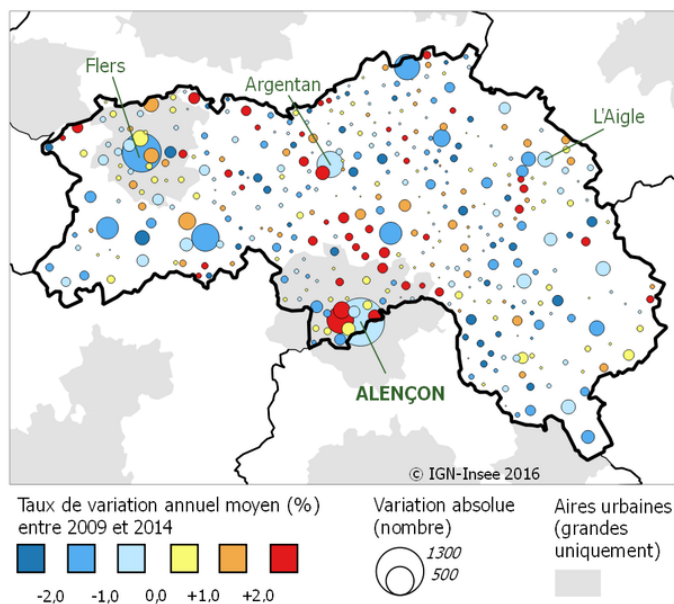 Flers
Argentan
L'Aigle
ALENÇON
© IGN-Insee 2016
Taux de variation annuel moyen (%)
entre 2009 et 2014
-2,0 -1,0 0,0 +1,0 +2,0
Variation absolue
(nombre)
1300
500
Aires urbaines
(grandes
uniquement)